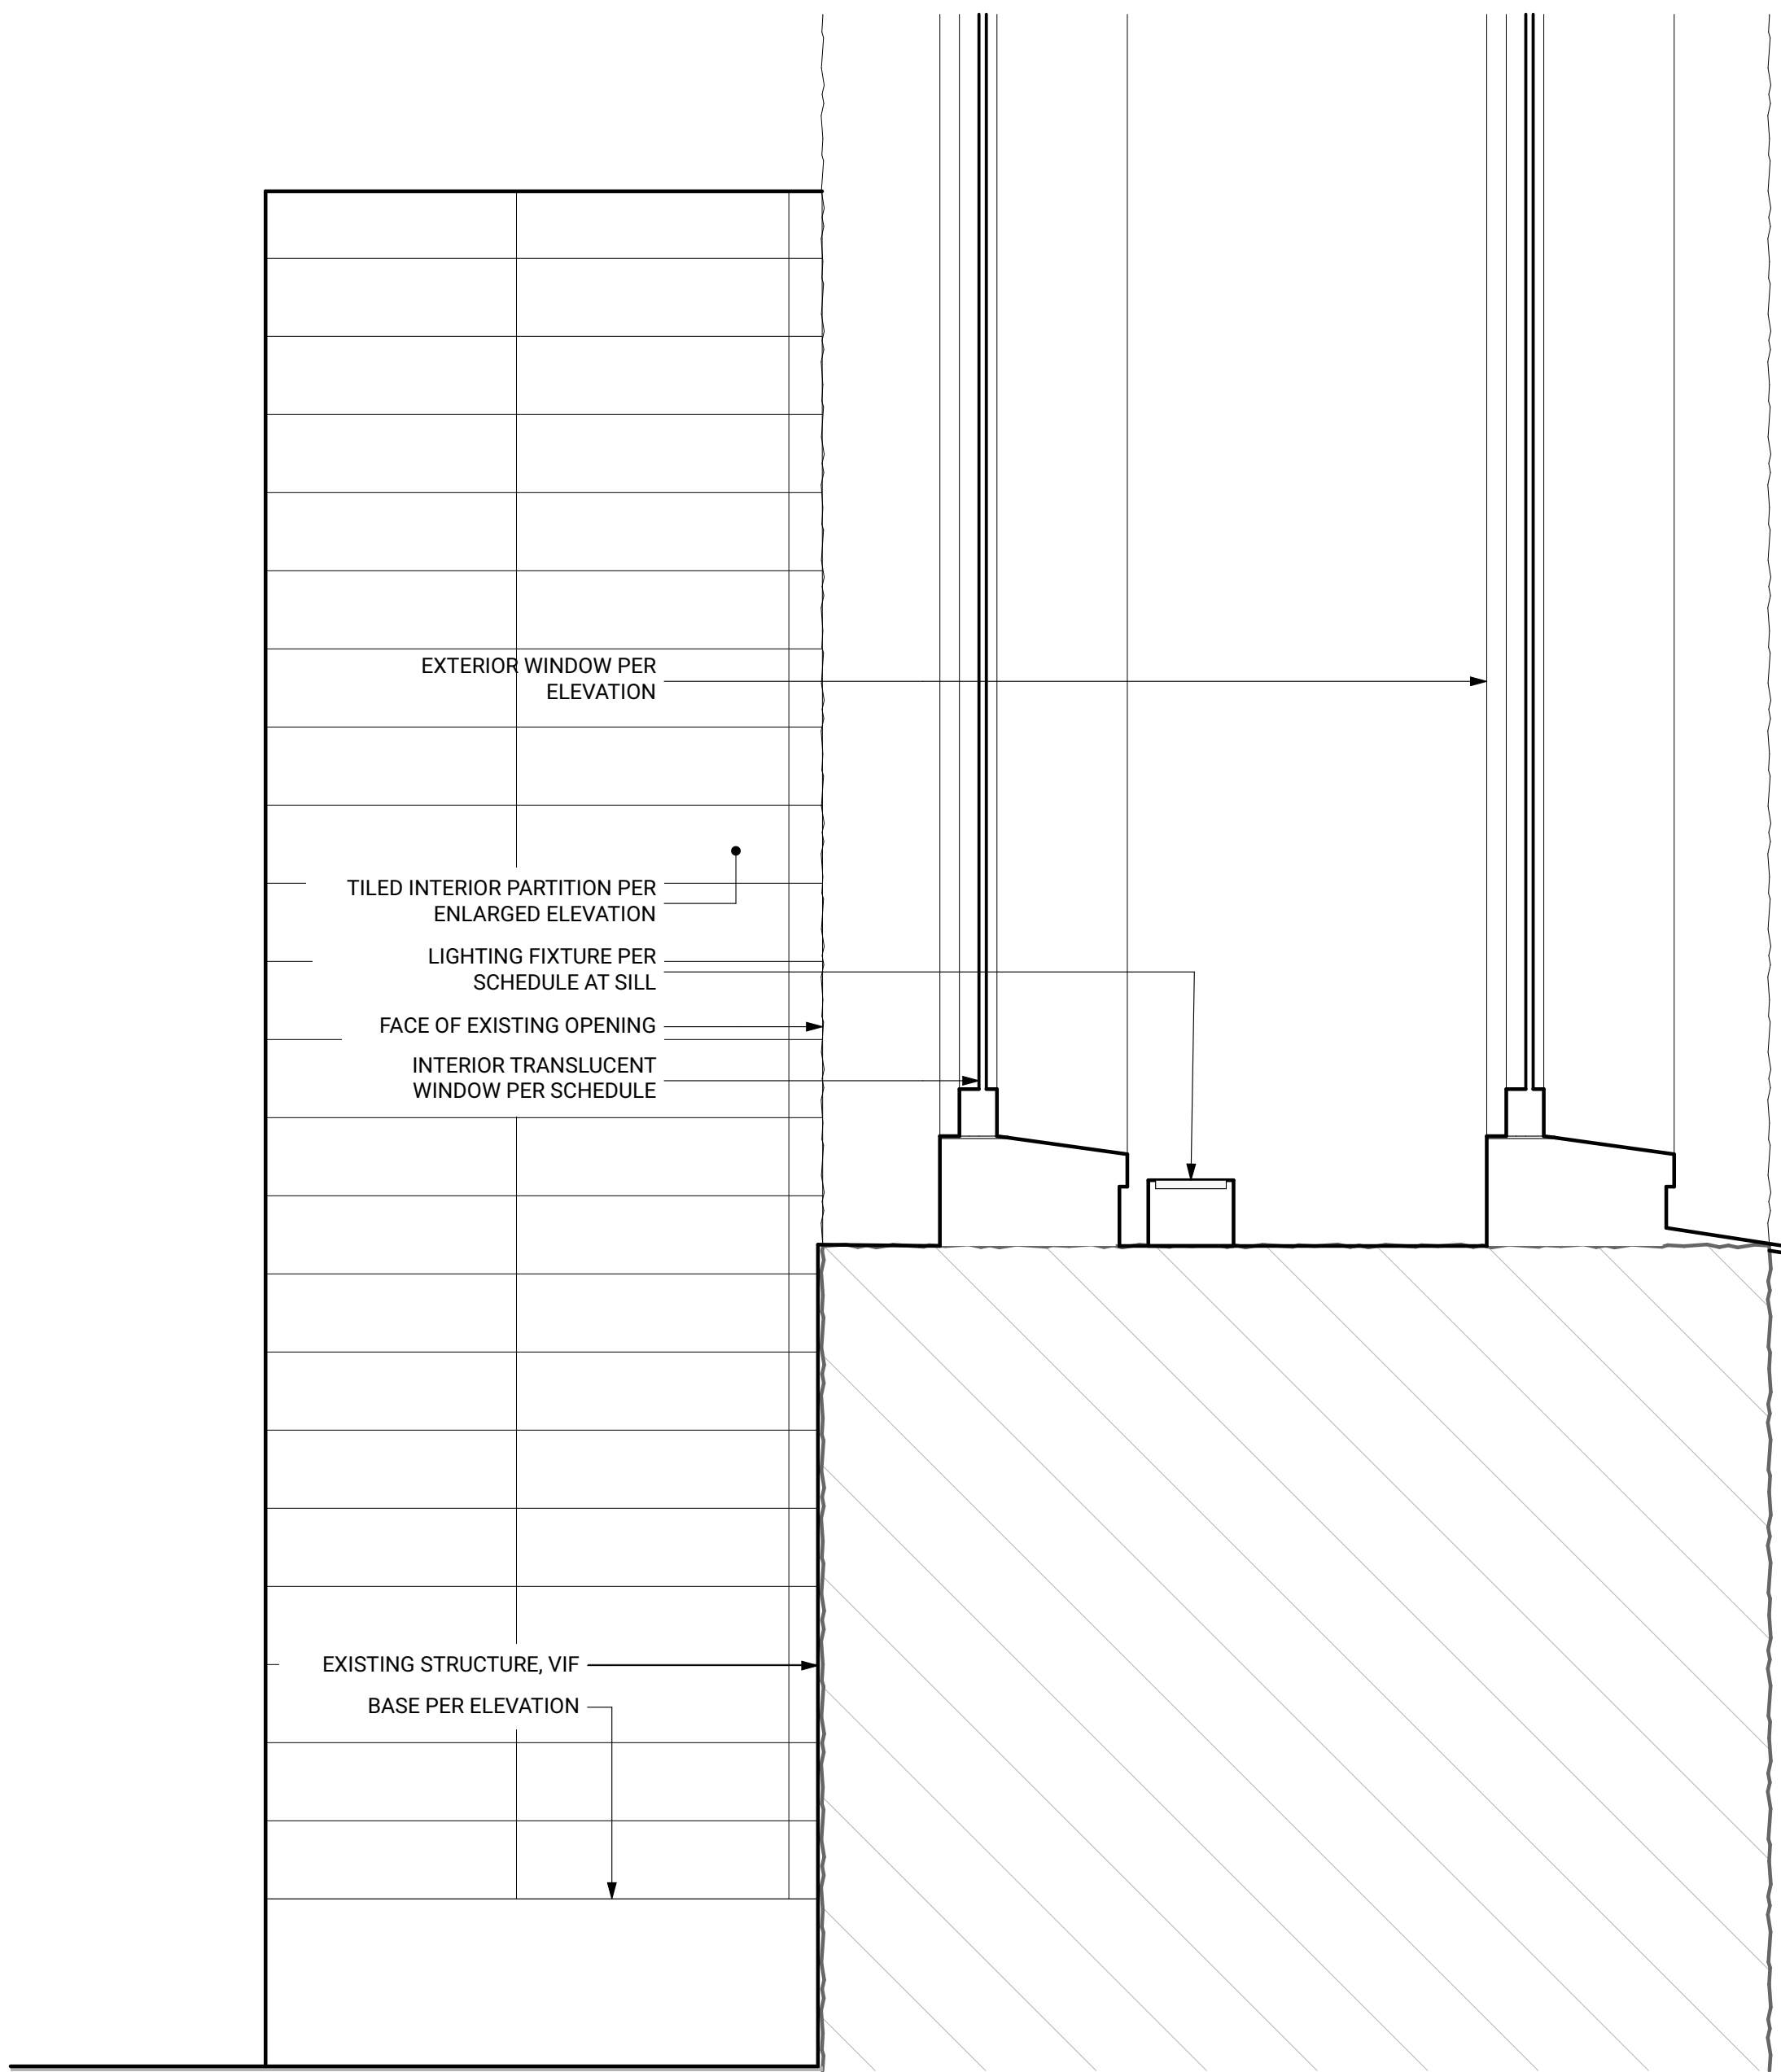 EXTERIOR WINDOW PER
ELEVATION
TILED INTERIOR PARTITION PER
ENLARGED ELEVATION
LIGHTING FIXTURE PER
SCHEDULE AT SILL
FACE OF EXISTING OPENING
INTERIOR TRANSLUCENT
WINDOW PER SCHEDULE
EXISTING STRUCTURE, VIF
BASE PER ELEVATION